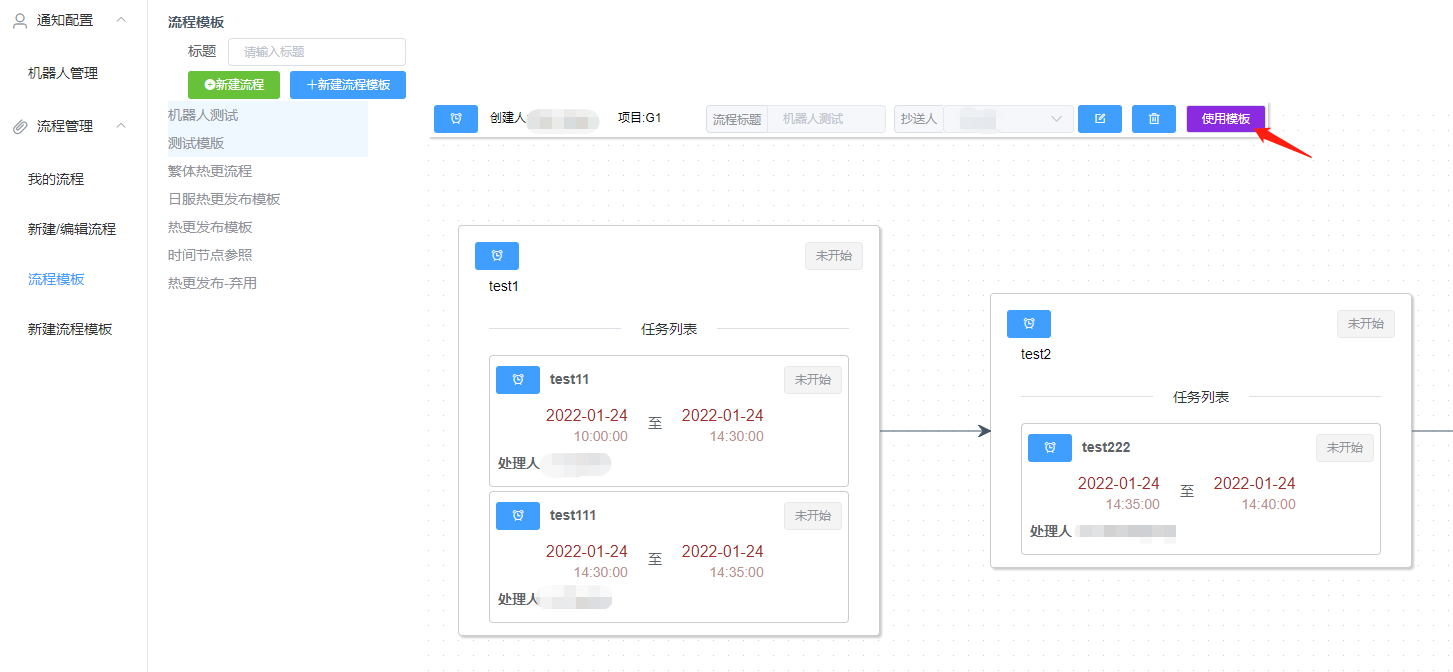 通知配置
机器人管理
流程管理
我的流程
新建/编辑流程
流程模板
新建流程模板
流程模板
标题 请输入标题
新建流程 +新建流程模板
机器人测试
测试模版
繁体热更流程
日服热更发布模板
热更发布模板
时间节点参照
热更发布-弃用
创建人 项目:G1 流程标题 机器人测试 抄送人 使用模板
未开始
test1
任务列表
test11 未开始
2022-01-24 至 2022-01-24
10:00:00 14:30:00
处理人
test111 未开始
2022-01-24 至 2022-01-24
14:30:00 14:35:00
处理人
未开始
test2
任务列表
test222 未开始
2022-01-24 至 2022-01-24
14:35:00 14:40:00
处理人